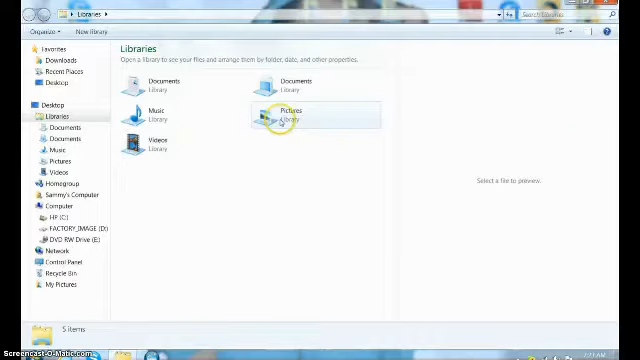 Libraries
Search Libraries
Organize
New library
Favorites
Downloads
Recent Places
Desktop
Desktop
Libraries
Documents
Documents
Music
Pictures
Videos
Homegroup
Sammy's Computer
Computer
HP (C:)
FACTORY_IMAGE (D:)
DVD RW Drive (E:)
Network
Control Panel
Recycle Bin
My Pictures
Libraries
Open a library to see your files and arrange them by folder, date, and other properties.
Documents
Library
Documents
Library
Music
Library
Pictures
Library
Videos
Library
Select a file to preview.
5 items
Screencast-O-Matic.com
7:27 AM